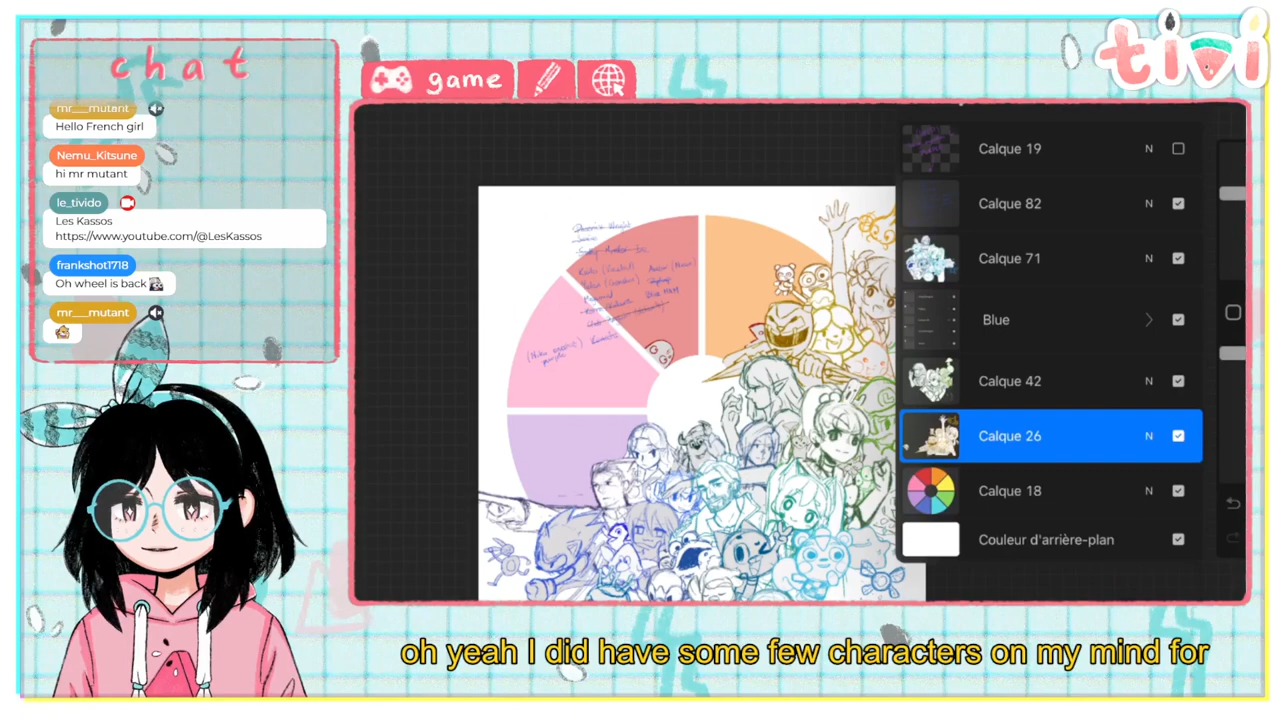 chat
mr__mutant
Hello French girl
Nemu_Kitsune
hi mr mutant
le_tivido
Les Kassos
https://www.youtube.com/@LesKassos
frankshot1718
Oh wheel is back
mr__mutant
game
tivi
Calque 19 N
Calque 82 N
Calque 71 N
Blue
Calque 42 N
Calque 26 N
Calque 18 N
Couleur d'arrière-plan
Blue M&M
purple
oh yeah I did have some few characters on my mind for